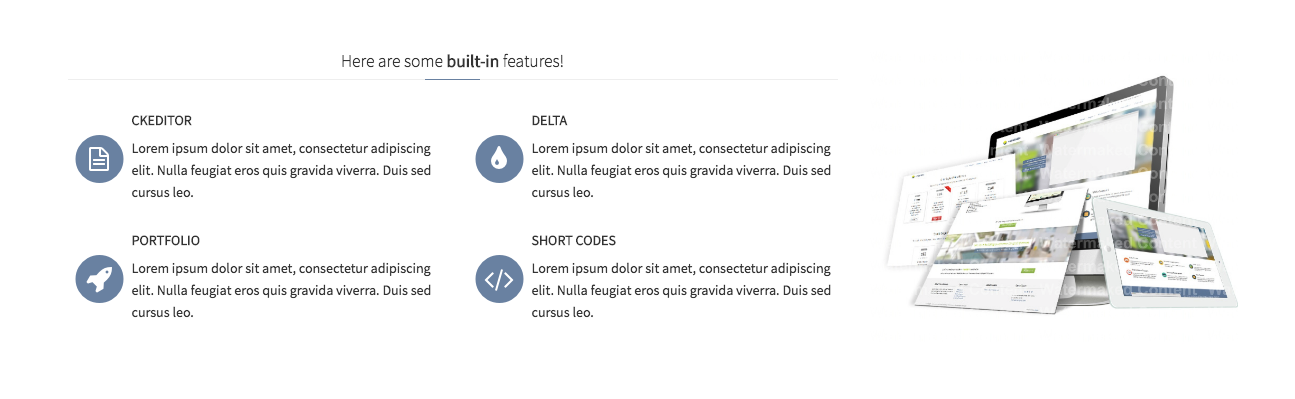 Here are some built-in features!
CKEDITOR
Lorem ipsum dolor sit amet, consectetur adipiscing
elit. Nulla feugiat eros quis gravida viverra. Duis sed
cursus leo.
DELTA
Lorem ipsum dolor sit amet, consectetur adipiscing
elit. Nulla feugiat eros quis gravida viverra. Duis sed
cursus leo.
PORTFOLIO
Lorem ipsum dolor sit amet, consectetur adipiscing
elit. Nulla feugiat eros quis gravida viverra. Duis sed
cursus leo.
SHORT CODES
Lorem ipsum dolor sit amet, consectetur adipiscing
elit. Nulla feugiat eros quis gravida viverra. Duis sed
cursus leo.